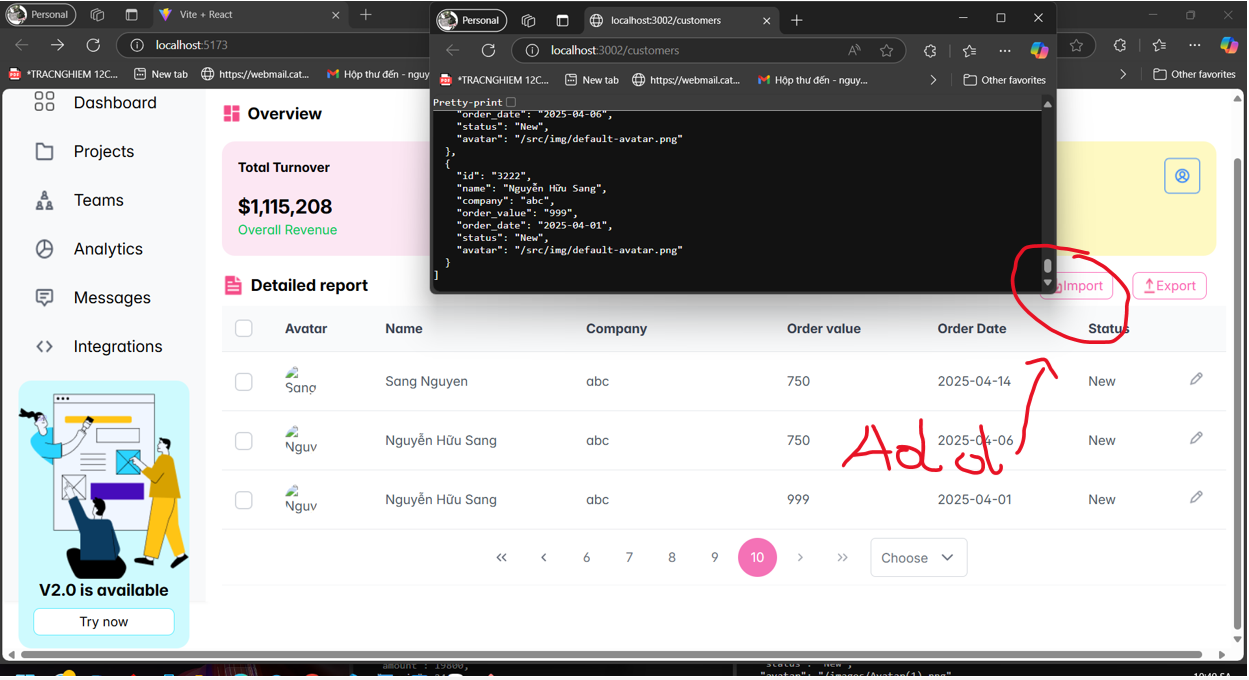 Personal
Vite + React
Personal
localhost:3002/customers
localhost:5173
localhost:3002/customers
*TRACNGHIEM 12C...
New tab
https://webmail.cat...
Hộp thư đến - nguy
*TRACNGHIEM 12C...
New tab
https://webmail.cat...
Hộp thư đến - nguy...
Other favorites
Other favorites
Pretty-print
"order_date": "2025-04-06",
"status": "New",
"avatar": "/src/img/default-avatar.png"
},
{
"id": "3222",
"name": "Nguyễn Hữu Sang",
"company": "abc",
"order_value": "999",
"order_date": "2025-04-01",
"status": "New",
"avatar": "/src/img/default-avatar.png"
}
]
Dashboard
Projects
Teams
Analytics
Messages
Integrations
V2.0 is available
Try now
Overview
Total Turnover
$1,115,208
Overall Revenue
Detailed report
Import
Export
Avatar Name Company Order value Order Date Status
Sang Sang Nguyen abc 750 2025-04-14 New
Nguy Nguyễn Hữu Sang abc 750 2025-04-06 New
Nguy Nguyễn Hữu Sang abc 999 2025-04-01 New
Add
« ‹ 6 7 8 9 10 › » Choose